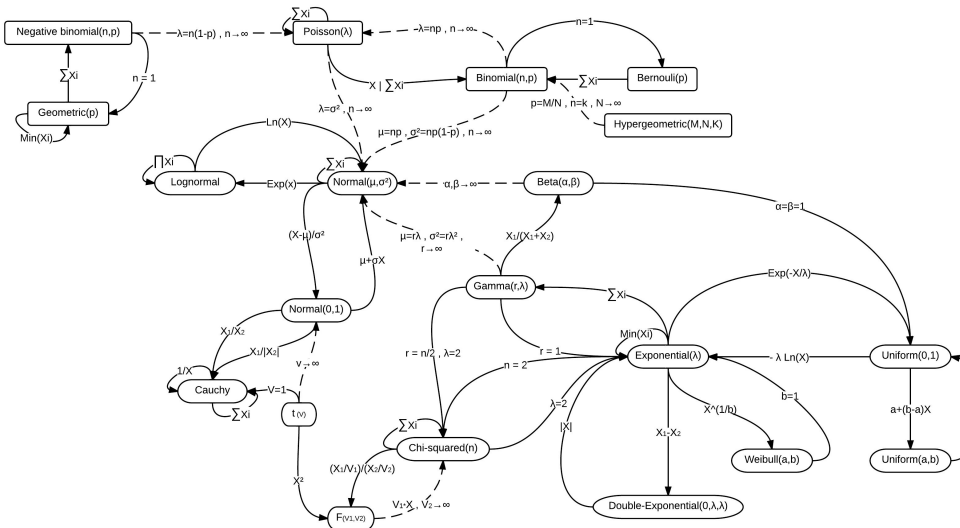 ∑Xi
Negative binomial(n,p)
λ=n(1-p) , n→∞
Poisson(λ)
λ=np , n→∞
n=1
∑Xi
n = 1
X | ∑Xi
Binomial(n,p)
∑Xi
Bernouli(p)
Geometric(p)
Min(Xi)
λ=σ² , n→∞
p=M/N , n=k , N→∞
Hypergeometric(M,N,K)
Ln(X)
μ=np , σ²=np(1-p) , n→∞
∏Xi
∑Xi
Lognormal
Exp(x)
Normal(μ,σ²)
α,β→∞
Beta(α,β)
α=β=1
(X-μ)/σ²
μ=rλ , σ²=rλ² ,
r→∞
X₁/(X₁+X₂)
μ+σX
Exp(-X/λ)
Gamma(r,λ)
∑Xi
Normal(0,1)
X₁/X₂
X₁/|X₂|
Min(Xi)
r = n/2 , λ=2
r = 1
Exponential(λ)
- λ Ln(X)
Uniform(0,1)
1/X
v→∞
n = 2
Cauchy
V=1
b=1
∑Xi
t (V)
λ=2
X^(1/b)
a+(b-a)X
∑Xi
|X|
X₁-X₂
Chi-squared(n)
Weibull(a,b)
Uniform(a,b)
(X₁/V₁)/(X₂/V₂)
X²
V₁*X , V₂→∞
Double-Exponential(0,λ,λ)
F(V1,V2)